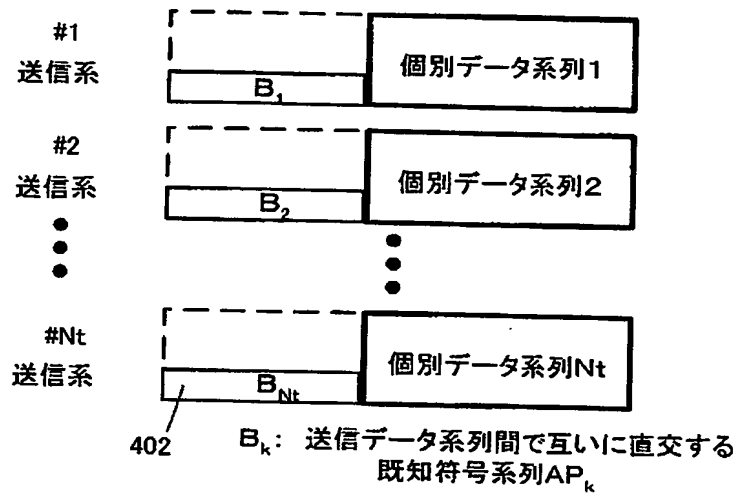 #1
送信系
B₁
個別データ系列1
#2
送信系
B₂
個別データ系列2
#Nt
送信系
B_Nt
個別データ系列Nt
402
B_k: 送信データ系列間で互いに直交する
既知符号系列AP_k